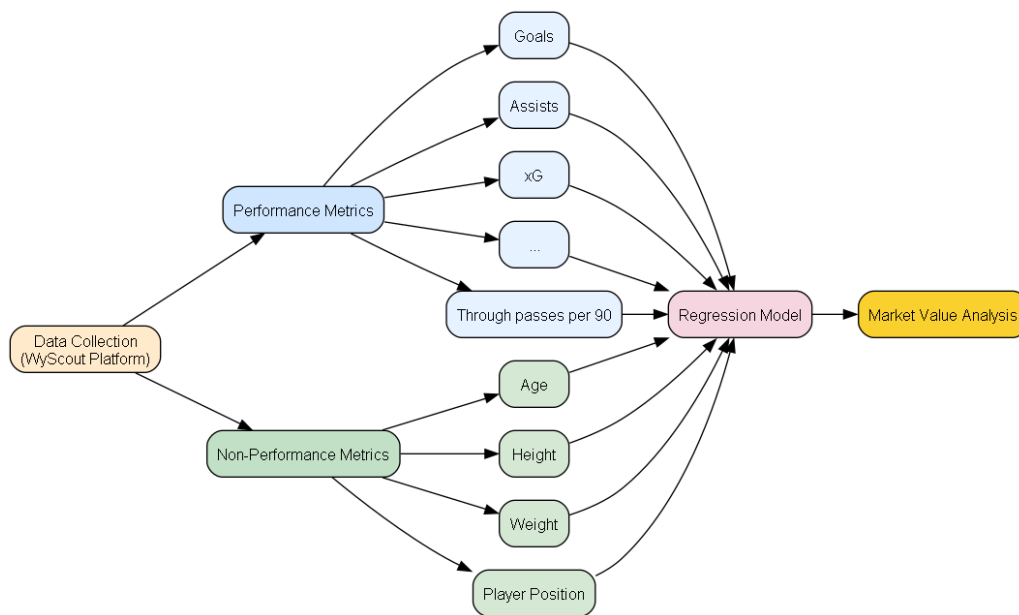 Goals
Assists
xG
...
Through passes per 90
Performance Metrics
Data Collection
(WyScout Platform)
Non-Performance Metrics
Age
Height
Weight
Player Position
Regression Model
Market Value Analysis